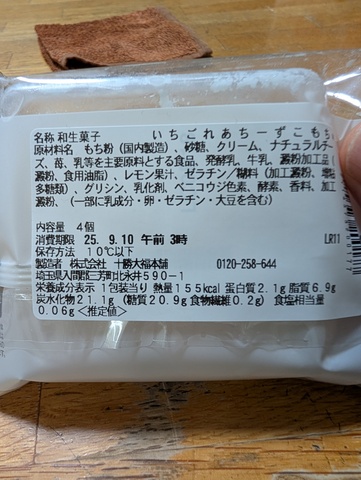 名称 和生菓子 いちごれあちーずこもち
原材料名 もち粉（国内製造）、砂糖、クリーム、ナチュラルチー
ズ、苺、乳等を主要原料とする食品、発酵乳、牛乳、澱粉加工品（
澱粉、食用油脂）、レモン果汁、ゼラチン／糊料（加工澱粉、増粘
多糖類）、グリシン、乳化剤、ベニコウジ色素、酵素、香料、加工
澱粉、（一部に乳成分・卵・ゼラチン・大豆を含む）
内容量 4個
消費期限 25. 9.10 午前 3時 LR11
保存方法 10℃以下
製造者 株式会社 十勝大福本舗 0120-258-644
埼玉県入間郡三芳町北永井590-1
栄養成分表示 1包装当り 熱量155kcal 蛋白質2.1g 脂質6.9g
炭水化物21.1g（糖質20.9g 食物繊維0.2g）食塩相当量
0.06g <推定値>